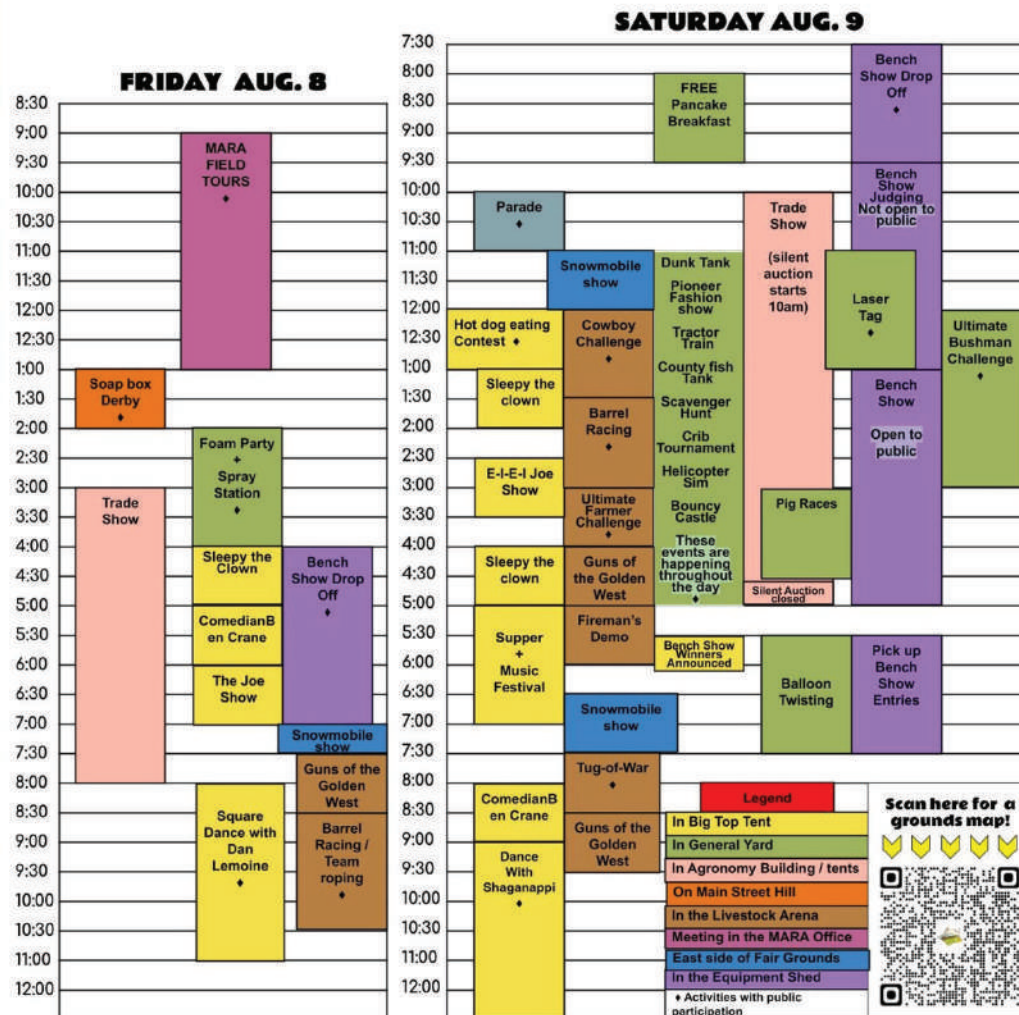 FRIDAY AUG. 8
8:30
9:00
9:30
10:00
10:30
11:00
11:30
12:00
12:30
1:00
1:30
2:00
2:30
3:00
3:30
4:00
4:30
5:00
5:30
6:00
6:30
7:00
7:30
8:00
8:30
9:00
9:30
10:00
10:30
11:00
12:00
MARA
FIELD
TOURS
♦
Soap box
Derby
♦
Foam Party
+
Spray
Station
♦
Trade
Show
Sleepy the
Clown
Bench
Show Drop
Off
♦
ComedianB
en Crane
The Joe
Show
Snowmobile
show
Guns of the
Golden
West
Square
Dance with
Dan
Lemoine
♦
Barrel
Racing /
Team
roping
♦
SATURDAY AUG. 9
7:30
8:00
8:30
9:00
9:30
10:00
10:30
11:00
11:30
12:00
12:30
1:00
1:30
2:00
2:30
3:00
3:30
4:00
4:30
5:00
5:30
6:00
6:30
7:00
7:30
8:00
8:30
9:00
9:30
10:00
10:30
11:00
12:00
Bench
Show Drop
Off
♦
FREE
Pancake
Breakfast
Bench
Show
Judging
Not open to
public
Parade
♦
Trade
Show
(silent
auction
starts
10am)
Snowmobile
show
Dunk Tank
Pioneer
Fashion
show
Tractor
Train
County fish
Tank
Scavenger
Hunt
Crib
Tournament
Helicopter
Sim
Bouncy
Castle
These
events are
happening
throughout
the day
♦
Laser
Tag
♦
Hot dog eating
Contest ♦
Cowboy
Challenge
♦
Ultimate
Bushman
Challenge
♦
Sleepy the
clown
Bench
Show
Open to
public
Barrel
Racing
♦
E-I-E-I Joe
Show
Ultimate
Farmer
Challenge
♦
Pig Races
Sleepy the
clown
Guns of
the Golden
West
Silent Auction
closed
Supper
+
Music
Festival
Fireman's
Demo
Bench Show
Winners
Announced
Balloon
Twisting
Pick up
Bench
Show
Entries
Snowmobile
show
Tug-of-War
♦
ComedianB
en Crane
Guns of the
Golden
West
Dance
With
Shaganappi
♦
Legend
In Big Top Tent
In General Yard
In Agronomy Building / tents
On Main Street Hill
In the Livestock Arena
Meeting in the MARA Office
East side of Fair Grounds
In the Equipment Shed
♦ Activities with public
participation
Scan here for a
grounds map!